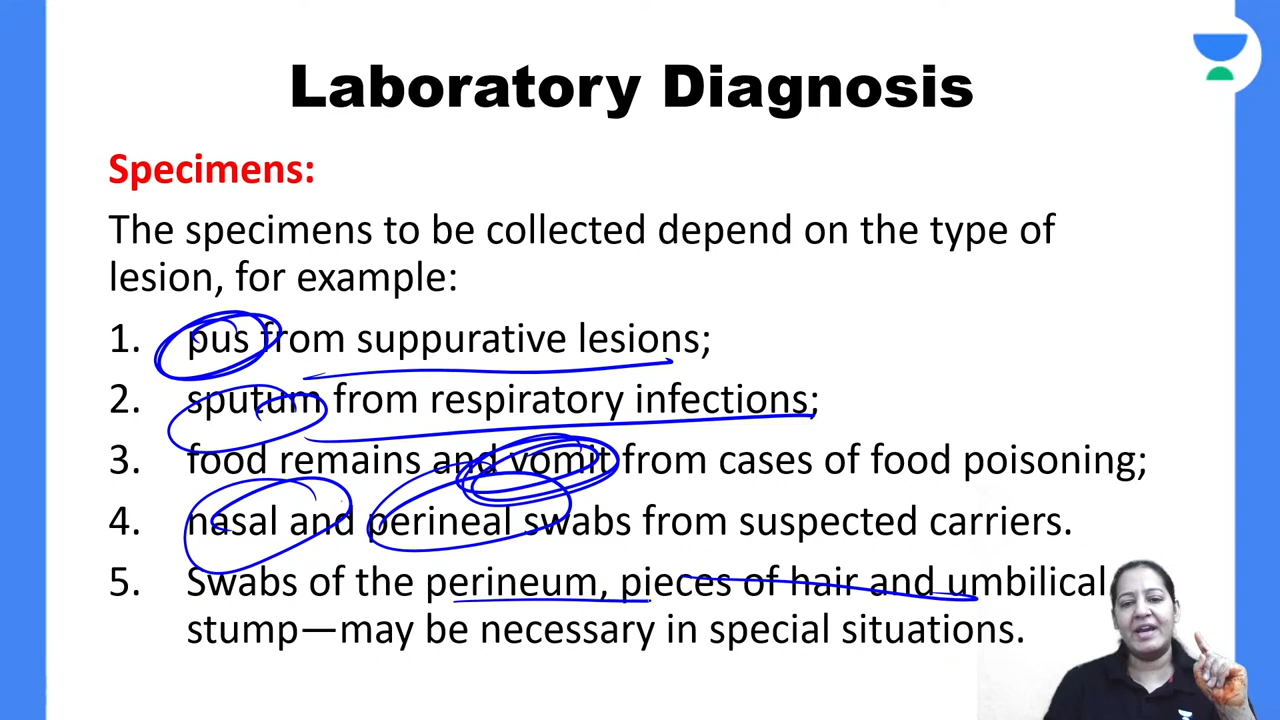 Laboratory Diagnosis
Specimens:
The specimens to be collected depend on the type of
lesion, for example:
1. pus from suppurative lesions;
2. sputum from respiratory infections;
3. food remains and vomit from cases of food poisoning;
4. nasal and perineal swabs from suspected carriers.
5. Swabs of the perineum, pieces of hair and umbilical
stump—may be necessary in special situations.